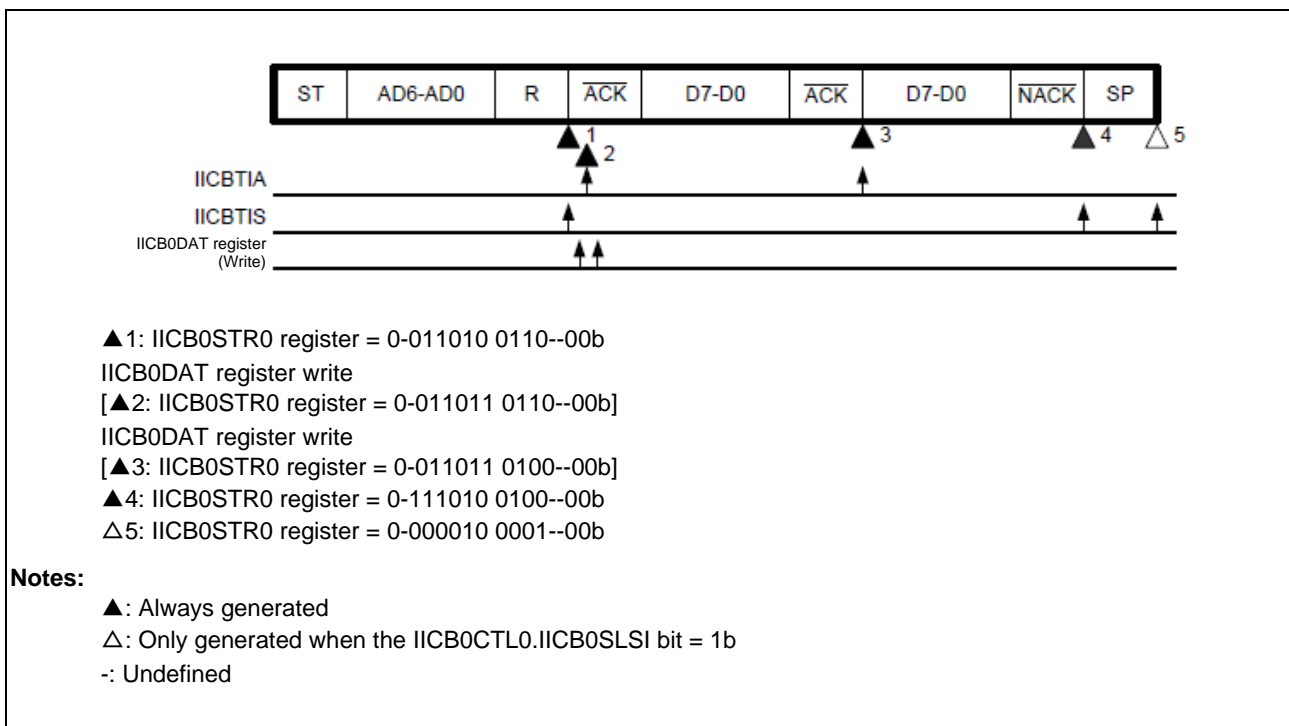 ST AD6-AD0 R ACK D7-D0 ACK D7-D0 NACK SP
▲1 ▲2 ▲3 ▲4 △5
IICBTIA
IICBTIS
IICB0DAT register
(Write)
▲1: IICB0STR0 register = 0-011010 0110--00b
IICB0DAT register write
[▲2: IICB0STR0 register = 0-011011 0110--00b]
IICB0DAT register write
[▲3: IICB0STR0 register = 0-011011 0100--00b]
▲4: IICB0STR0 register = 0-111010 0100--00b
△5: IICB0STR0 register = 0-000010 0001--00b
Notes:
▲: Always generated
△: Only generated when the IICB0CTL0.IICB0SLSI bit = 1b
-: Undefined